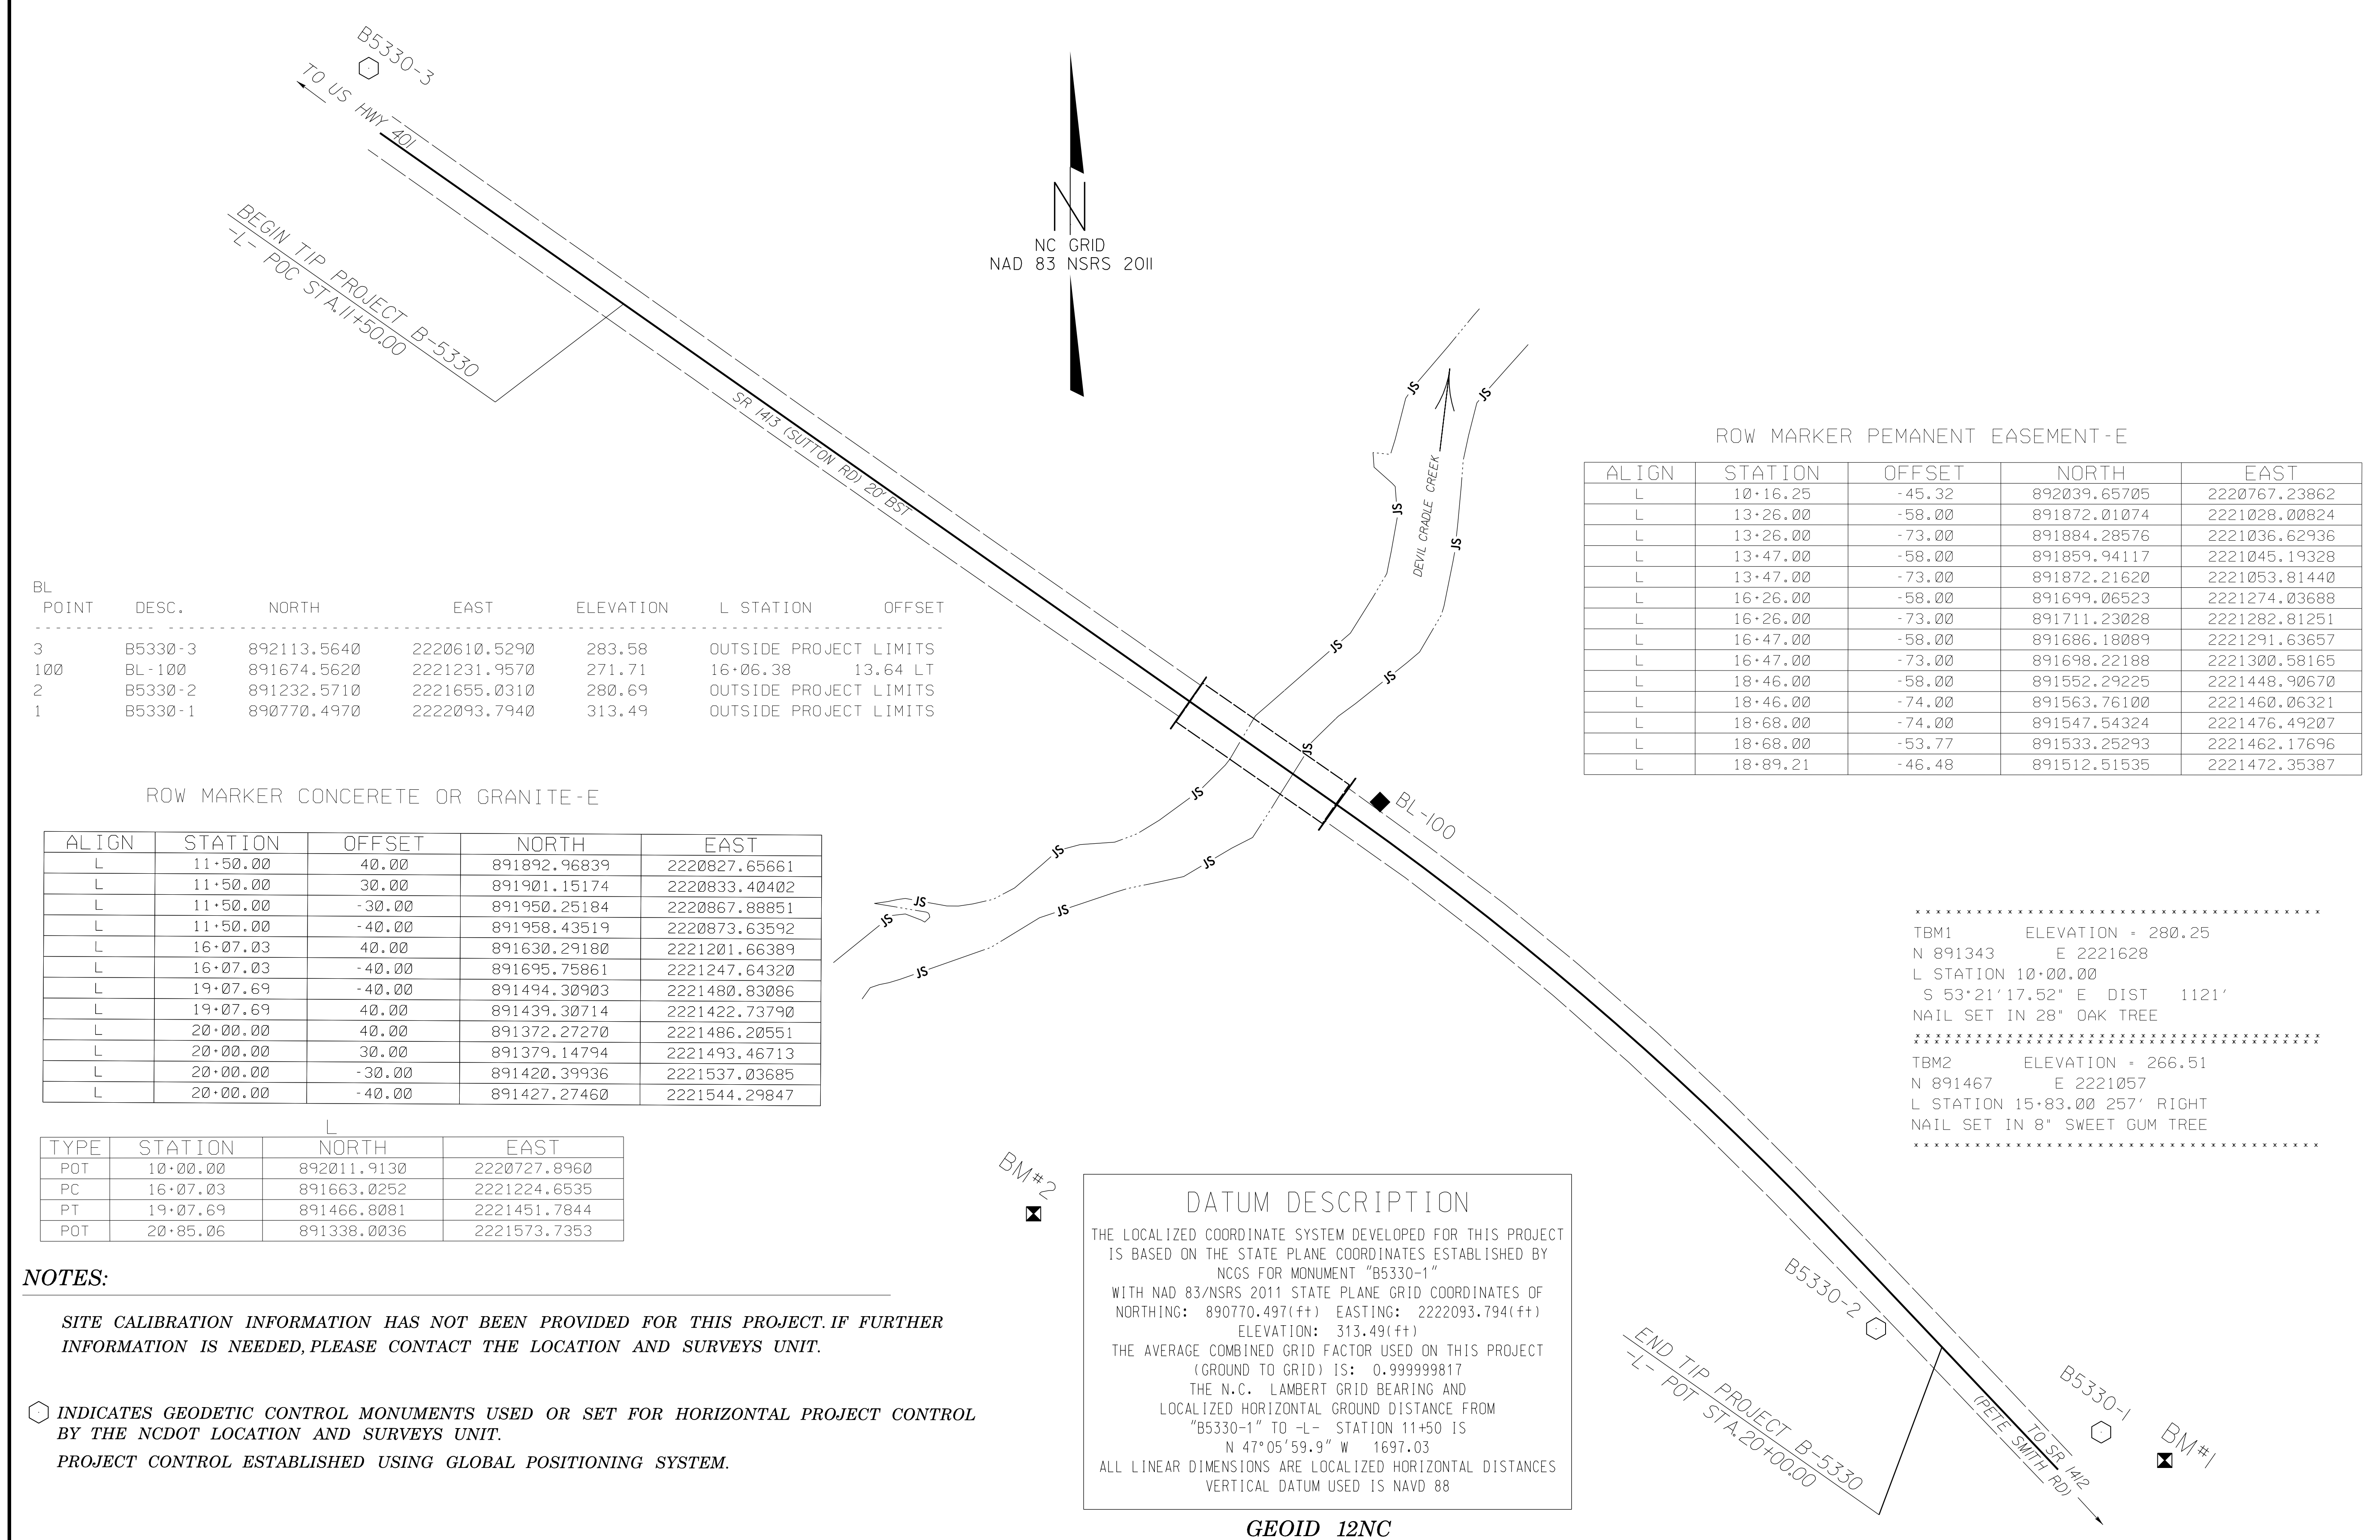 B5330-3
TO US HWY 401
BEGIN TIP PROJECT B-5330
-L- POC STA.11+50.00
N
NC GRID
NAD 83 NSRS 2011
SR 1413 (SUTTON RD) 20' BST
JS
JS
JS
JS
DEVIL CRADLE CREEK
JS
JS
JS
JS
JS
JS
JS
JS
JS
JS
JS
BL
POINT DESC. NORTH EAST ELEVATION L STATION OFFSET
3 B5330-3 892113.5640 2220610.5290 283.58 OUTSIDE PROJECT LIMITS
100 BL-100 891674.5620 2221231.9570 271.71 16+06.38 13.64 LT
2 B5330-2 891232.5710 2221655.0310 280.69 OUTSIDE PROJECT LIMITS
1 B5330-1 890770.4970 2222093.7940 313.49 OUTSIDE PROJECT LIMITS
ROW MARKER PEMANENT EASEMENT-E
ALIGN STATION OFFSET NORTH EAST
L 10+16.25 -45.32 892039.65705 2220767.23862
L 13+26.00 -58.00 891872.01074 2221028.00824
L 13+26.00 -73.00 891884.28576 2221036.62936
L 13+47.00 -58.00 891859.94117 2221045.19328
L 13+47.00 -73.00 891872.21620 2221053.81440
L 16+26.00 -58.00 891699.06523 2221274.03688
L 16+26.00 -73.00 891711.23028 2221282.81251
L 16+47.00 -58.00 891686.18089 2221291.63657
L 16+47.00 -73.00 891698.22188 2221300.58165
L 18+46.00 -58.00 891552.29225 2221448.90670
L 18+46.00 -74.00 891563.76100 2221460.06321
L 18+68.00 -74.00 891547.54324 2221476.49207
L 18+68.00 -53.77 891533.25293 2221462.17696
L 18+89.21 -46.48 891512.51535 2221472.35387
ROW MARKER CONCERETE OR GRANITE-E
ALIGN STATION OFFSET NORTH EAST
L 11+50.00 40.00 891892.96839 2220827.65661
L 11+50.00 30.00 891901.15174 2220833.40402
L 11+50.00 -30.00 891950.25184 2220867.88851
L 11+50.00 -40.00 891958.43519 2220873.63592
L 16+07.03 40.00 891630.29180 2221201.66389
L 16+07.03 -40.00 891695.75861 2221247.64320
L 19+07.69 -40.00 891494.30903 2221480.83086
L 19+07.69 40.00 891439.30714 2221422.73790
L 20+00.00 40.00 891372.27270 2221486.20551
L 20+00.00 30.00 891379.14794 2221493.46713
L 20+00.00 -30.00 891420.39936 2221537.03685
L 20+00.00 -40.00 891427.27460 2221544.29847
L
TYPE STATION NORTH EAST
POT 10+00.00 892011.9130 2220727.8960
PC 16+07.03 891663.0252 2221224.6535
PT 19+07.69 891466.8081 2221451.7844
POT 20+85.06 891338.0036 2221573.7353
BL-100
TBM1 ELEVATION = 280.25
N 891343 E 2221628
L STATION 10+00.00
S 53°21'17.52" E DIST 1121'
NAIL SET IN 28" OAK TREE
TBM2 ELEVATION = 266.51
N 891467 E 2221057
L STATION 15+83.00 257' RIGHT
NAIL SET IN 8" SWEET GUM TREE
BM#2
NOTES:
SITE CALIBRATION INFORMATION HAS NOT BEEN PROVIDED FOR THIS PROJECT. IF FURTHER
INFORMATION IS NEEDED, PLEASE CONTACT THE LOCATION AND SURVEYS UNIT.
INDICATES GEODETIC CONTROL MONUMENTS USED OR SET FOR HORIZONTAL PROJECT CONTROL
BY THE NCDOT LOCATION AND SURVEYS UNIT.
PROJECT CONTROL ESTABLISHED USING GLOBAL POSITIONING SYSTEM.
DATUM DESCRIPTION
THE LOCALIZED COORDINATE SYSTEM DEVELOPED FOR THIS PROJECT
IS BASED ON THE STATE PLANE COORDINATES ESTABLISHED BY
NCGS FOR MONUMENT "B5330-1"
WITH NAD 83/NSRS 2011 STATE PLANE GRID COORDINATES OF
NORTHING: 890770.497(ft) EASTING: 2222093.794(ft)
ELEVATION: 313.49(ft)
THE AVERAGE COMBINED GRID FACTOR USED ON THIS PROJECT
(GROUND TO GRID) IS: 0.999999817
THE N.C. LAMBERT GRID BEARING AND
LOCALIZED HORIZONTAL GROUND DISTANCE FROM
"B5330-1" TO -L- STATION 11+50 IS
N 47°05'59.9" W 1697.03
ALL LINEAR DIMENSIONS ARE LOCALIZED HORIZONTAL DISTANCES
VERTICAL DATUM USED IS NAVD 88
GEOID 12NC
B5330-2
END TIP PROJECT B-5330
-L- POT STA.20+00.00
B5330-1
BM#1
TO SR 1412
(PETE SMITH RD)